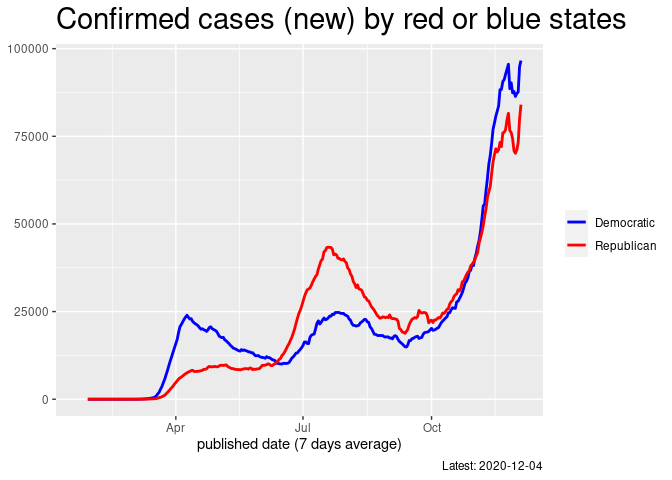 Confirmed cases (new) by red or blue states
100000
75000
50000
25000
0
Apr
Jul
Oct
published date (7 days average)
Democratic
Republican
Latest: 2020-12-04